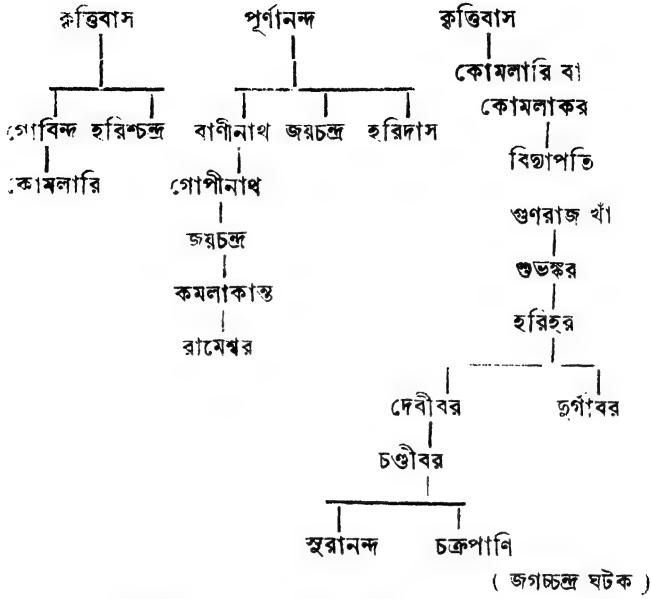 কৃত্তিবাস পূর্ণানন্দ কৃত্তিবাস
কোমলারি বা
কোমলাকর
গোবিন্দ হরিশ্চন্দ্র বাণীনাথ জয়চন্দ্র হরিদাস
বিদ্যাপতি
কোমলারি গোপীনাথ
গুণরাজ খাঁ
জয়চন্দ্র
শুভঙ্কর
কমলাকান্ত
হরিহর
রামেশ্বর
দেবীবর দুর্গাবর
চণ্ডীবর
সুরানন্দ চক্রপাণি
( জগচ্চন্দ্র ঘটক )